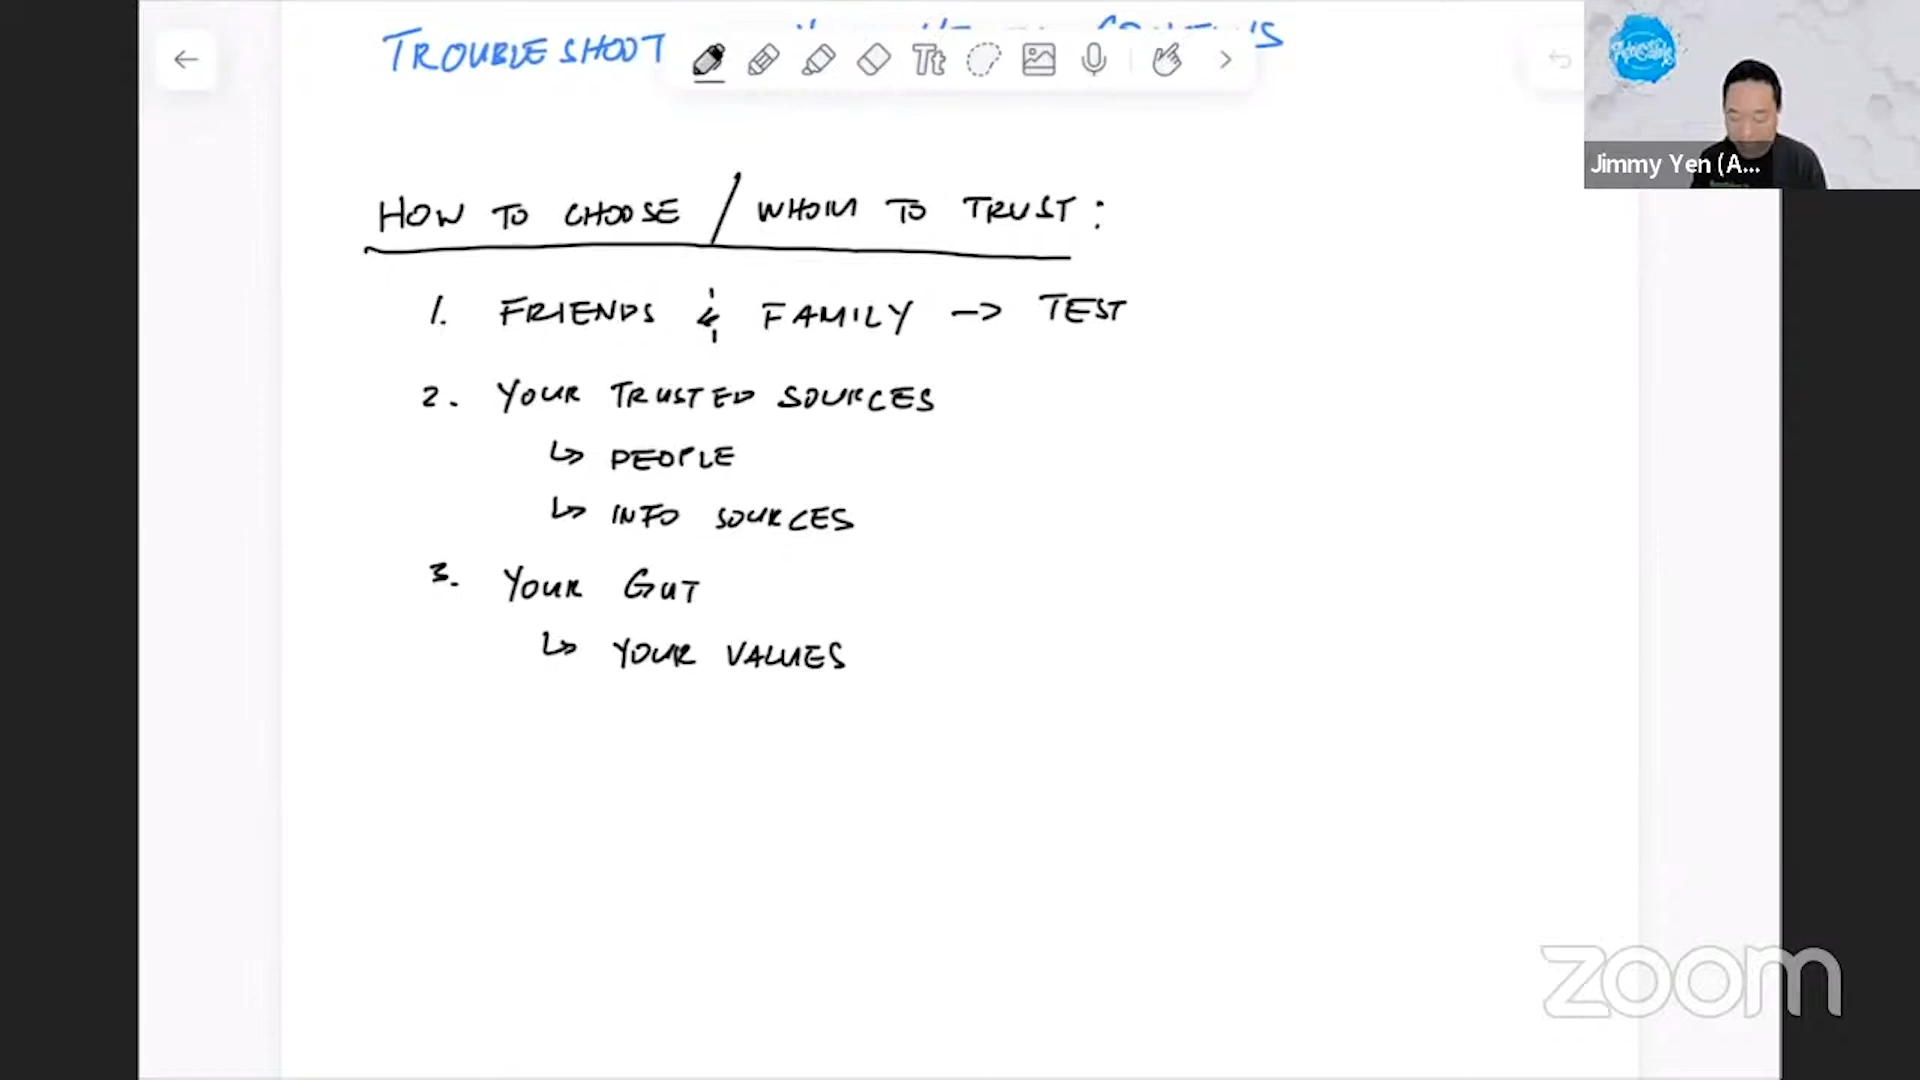 TROUBLESHOOT
Tt
Jimmy Yen (A...
HOW TO CHOOSE / WHOM TO TRUST:
1. FRIENDS & FAMILY -> TEST
2. YOUR TRUSTED SOURCES
↳ PEOPLE
↳ INFO SOURCES
3. YOUR GUT
↳ YOUR VALUES
zoom